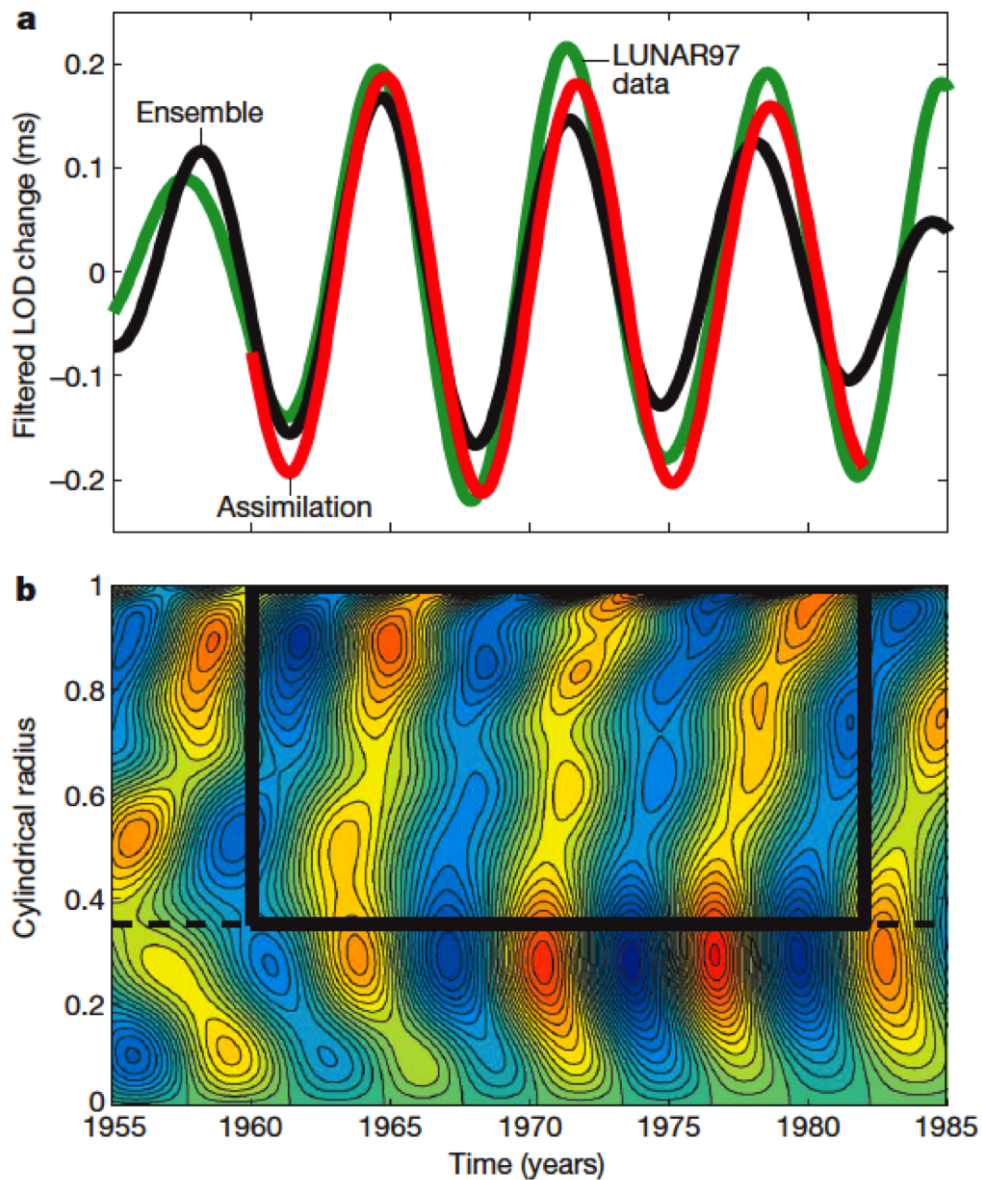 a
Filtered LOD change (ms)
0.2
0.1
0
−0.1
−0.2
Ensemble
LUNAR97
data
Assimilation
b
Cylindrical radius
1
0.8
0.6
0.4
0.2
0
1955 1960 1965 1970 1975 1980 1985
Time (years)